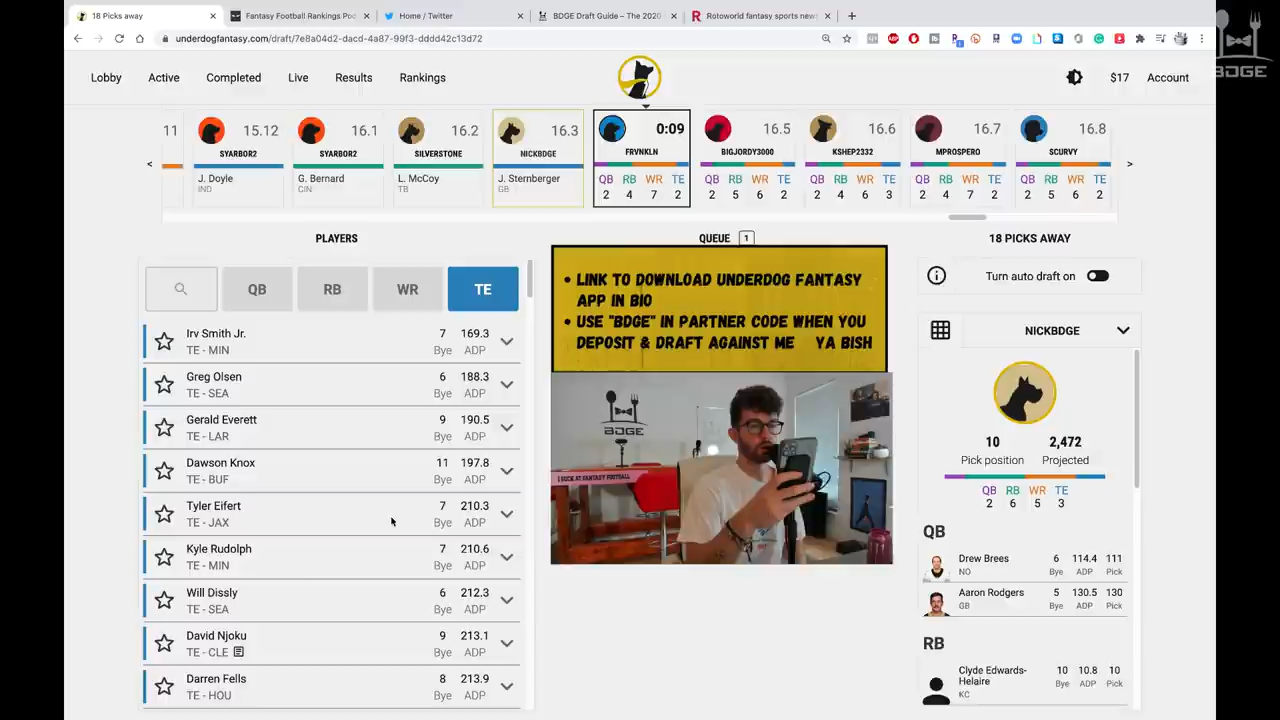 18 Picks away
Fantasy Football Rankings Poc
Home / Twitter
BDGE Draft Guide – The 2020
Rotoworld fantasy sports news
underdogfantasy.com/draft/7e8a04d2-dacd-4a87-99f3-dddd42c13d72
BDGE
Lobby
Active
Completed
Live
Results
Rankings
$17
Account
11
15.12
SYARBOR2
J. Doyle
IND
16.1
SYARBOR2
G. Bernard
CIN
16.2
SILVERSTONE
L. McCoy
TB
16.3
NICKBDGE
J. Sternberger
GB
0:09
FRVNKLN
QB RB WR TE
2 4 7 2
16.5
BIGJORDY3000
QB RB WR TE
2 5 6 2
16.6
KSHEP2332
QB RB WR TE
2 4 6 3
16.7
MPROSPERO
QB RB WR TE
2 4 7 2
16.8
SCURVY
QB RB WR TE
2 5 6 2
PLAYERS
QUEUE 1
18 PICKS AWAY
QB
RB
WR
TE
Irv Smith Jr. 7 169.3
TE - MIN Bye ADP
Greg Olsen 6 188.3
TE - SEA Bye ADP
Gerald Everett 9 190.5
TE - LAR Bye ADP
Dawson Knox 11 197.8
TE - BUF Bye ADP
Tyler Eifert 7 210.3
TE - JAX Bye ADP
Kyle Rudolph 7 210.6
TE - MIN Bye ADP
Will Dissly 6 212.3
TE - SEA Bye ADP
David Njoku 9 213.1
TE - CLE Bye ADP
Darren Fells 8 213.9
TE - HOU Bye ADP
• LINK TO DOWNLOAD UNDERDOG FANTASY
APP IN BIO
• USE "BDGE" IN PARTNER CODE WHEN YOU
DEPOSIT & DRAFT AGAINST ME YA BISH
BDGE
I SUCK AT FANTASY FOOTBALL
Turn auto draft on
NICKBDGE
10 2,472
Pick position Projected
QB RB WR TE
2 6 5 3
QB
Drew Brees 6 114.4 111
NO Bye ADP Pick
Aaron Rodgers 5 130.5 130
GB Bye ADP Pick
RB
Clyde Edwards-
Helaire 10 10.8 10
KC Bye ADP Pick